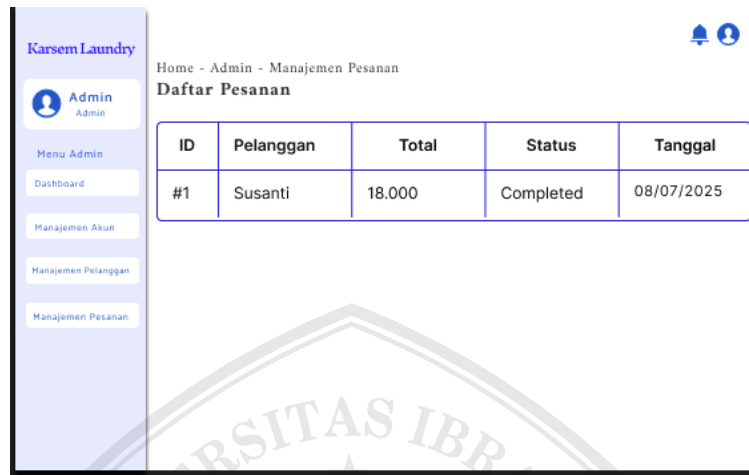 Karsem Laundry
Admin
Admin
Menu Admin
Dashboard
Manajemen Akun
Manajemen Pelanggan
Manajemen Pesanan
Home - Admin - Manajemen Pesanan
Daftar Pesanan
ID Pelanggan Total Status Tanggal
#1 Susanti 18.000 Completed 08/07/2025